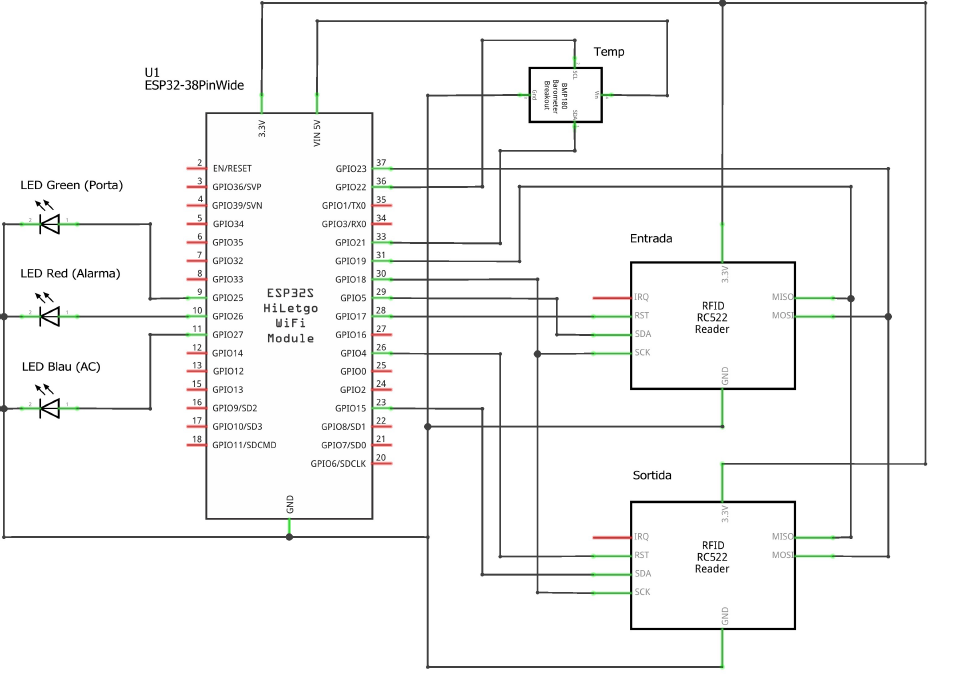 Temp
U1
ESP32-38PinWide
SCL
Gnd
BMP180
Barometer
Breakout
Vin
SDA
3.3V
VIN 5V
2 EN/RESET
3 GPIO36/SVP
4 GPIO39/SVN
5 GPIO34
6 GPIO35
7 GPIO32
8 GPIO33
9 GPIO25
10 GPIO26
11 GPIO27
12 GPIO14
13 GPIO12
15 GPIO13
16 GPIO9/SD2
17 GPIO10/SD3
18 GPIO11/SDCMD
GPIO23 37
GPIO22 36
GPIO1/TX0 35
GPIO3/RX0 34
GPIO21 33
GPIO19 31
GPIO18 30
GPIO5 29
GPIO17 28
GPIO16 27
GPIO4 26
GPIO0 25
GPIO2 24
GPIO15 23
GPIO8/SD1 22
GPIO7/SD0 21
GPIO6/SDCLK 20
ESP32S
HiLetgo
WiFi
Module
GND
LED Green (Porta)
2 1
LED Red (Alarma)
2 1
LED Blau (AC)
2 1
Entrada
3.3V
IRQ
RST
SDA
SCK
RFID
RC522
Reader
MISO
MOSI
GND
Sortida
3.3V
IRQ
RST
SDA
SCK
RFID
RC522
Reader
MISO
MOSI
GND